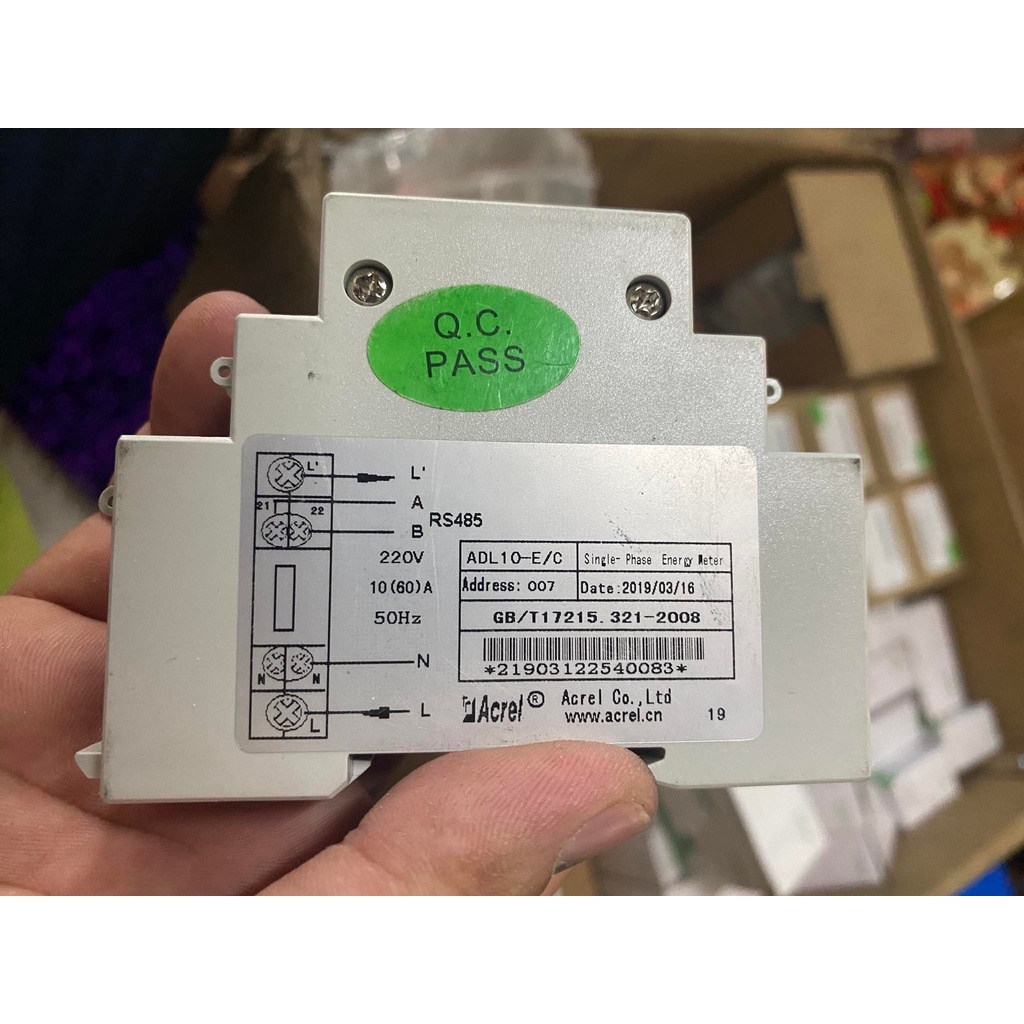 Q.C.
PASS
L' L'
21 22 A
B RS485
220V
10(60)A
50Hz
ADL10-E/C Single-Phase Energy Meter
Address: 007 Date:2019/03/16
GB/T17215.321-2008
*21903122540083*
N N N
L L
Acrel® Acrel Co.,Ltd
www.acrel.cn 19